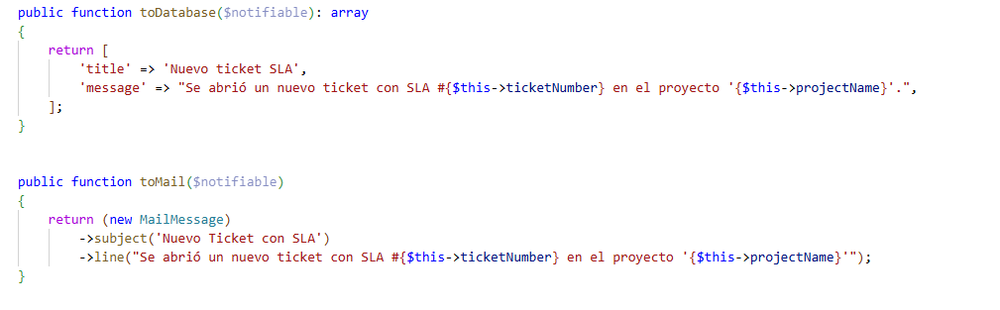 public function toDatabase($notifiable): array
{
    return [
        'title' => 'Nuevo ticket SLA',
        'message' => "Se abrió un nuevo ticket con SLA #{$this->ticketNumber} en el proyecto '{$this->projectName}'.",
    ];
}
public function toMail($notifiable)
{
    return (new MailMessage)
        ->subject('Nuevo Ticket con SLA')
        ->line("Se abrió un nuevo ticket con SLA #{$this->ticketNumber} en el proyecto '{$this->projectName}'");
}